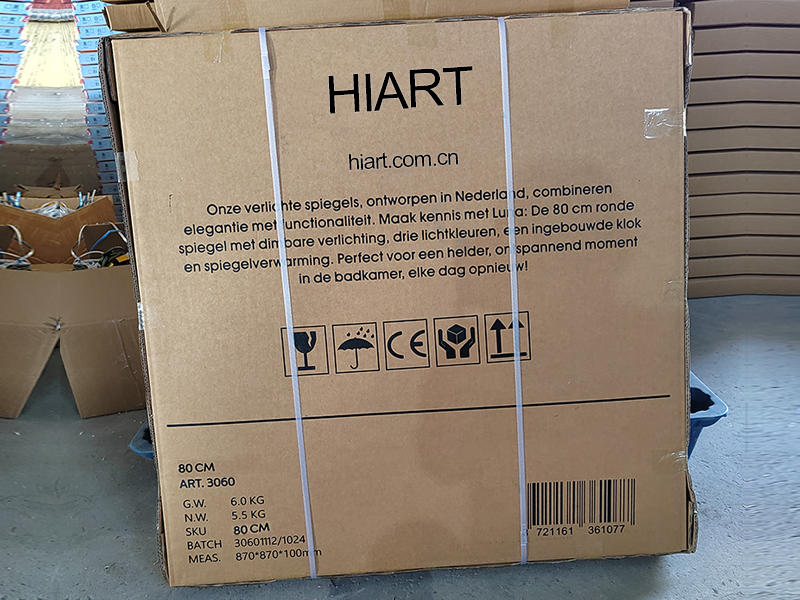 HIART
hiart.com.cn
Onze verlichte spiegels, ontworpen in Nederland, combineren
elegantie met functionaliteit. Maak kennis met Luna: De 80 cm ronde
spiegel met dimbare verlichting, drie lichtkleuren, een ingebouwde klok
en spiegelverwarming. Perfect voor een helder, ontspannend moment
in de badkamer, elke dag opnieuw!
CE
80 CM
ART. 3060
G.W. 6.0 KG
N.W. 5.5 KG
SKU 80 CM
BATCH 30601112/1024
MEAS. 870*870*100mm
721161 361077